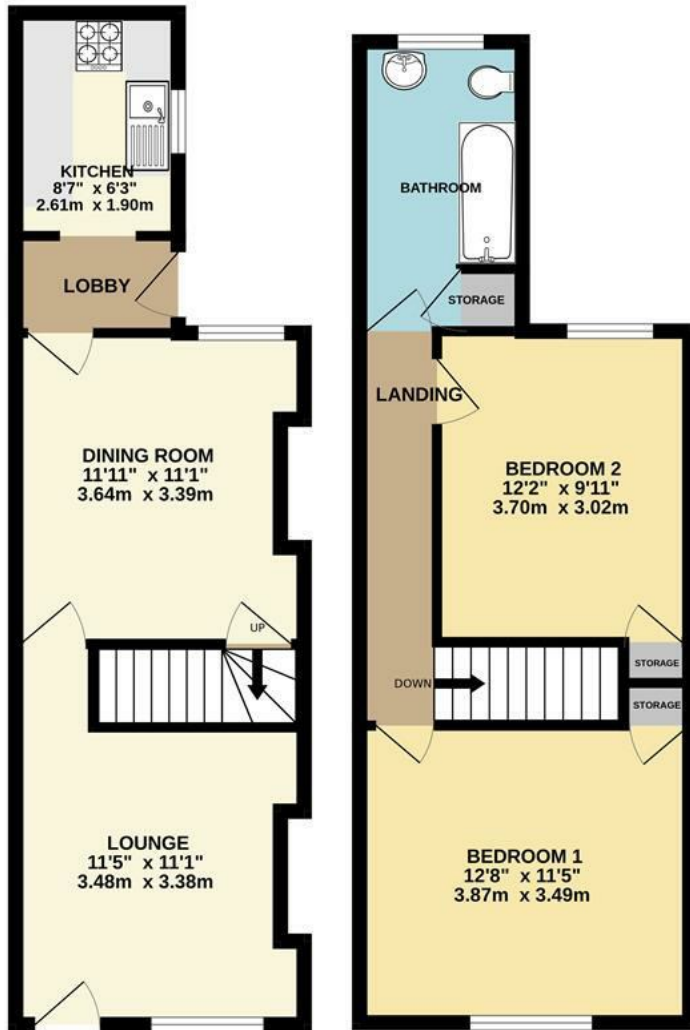 KITCHEN
8'7" x 6'3"
2.61m x 1.90m
LOBBY
DINING ROOM
11'11" x 11'1"
3.64m x 3.39m
UP
LOUNGE
11'5" x 11'1"
3.48m x 3.38m
BATHROOM
STORAGE
LANDING
BEDROOM 2
12'2" x 9'11"
3.70m x 3.02m
STORAGE
DOWN
STORAGE
BEDROOM 1
12'8" x 11'5"
3.87m x 3.49m